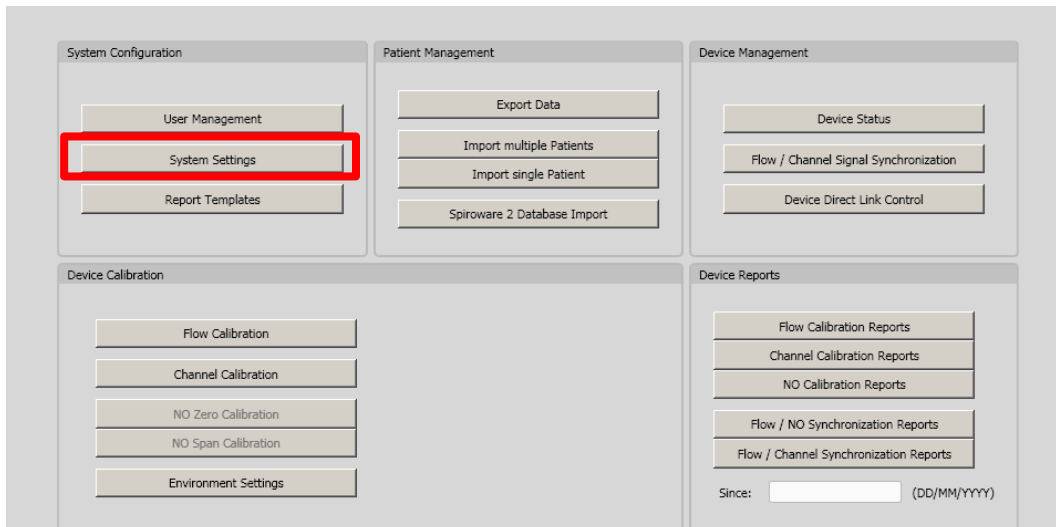 System Configuration
User Management
System Settings
Report Templates
Patient Management
Export Data
Import multiple Patients
Import single Patient
Spiroware 2 Database Import
Device Management
Device Status
Flow / Channel Signal Synchronization
Device Direct Link Control
Device Calibration
Flow Calibration
Channel Calibration
NO Zero Calibration
NO Span Calibration
Environment Settings
Device Reports
Flow Calibration Reports
Channel Calibration Reports
NO Calibration Reports
Flow / NO Synchronization Reports
Flow / Channel Synchronization Reports
Since: (DD/MM/YYYY)